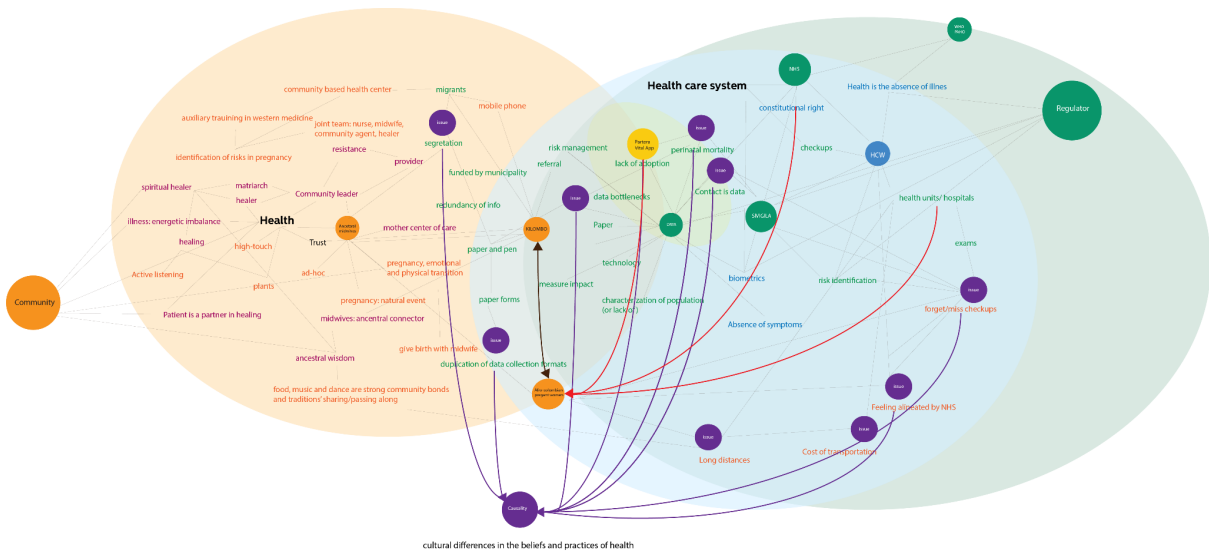 WHO
PAHO
NHS
Health care system
Health is the absence of illnes
community based health center
migrants
mobile phone
constitutional right
Regulator
auxiliary trauining in western medicine
joint team: nurse, midwife,
community agent, healer
Issue
segretation
Partera
Vital App
Issue
perinatal mortality
risk management
checkups
HCW
resistance
identification of risks in pregnancy
provider
referral
lack of adoption
funded by municipality
Issue
Contact is data
spiritual healer
matriarch
healer
Community leader
Issue
data bottlenecks
health units/ hospitals
redundancy of info
illness: energetic imbalance
Health
mother center of care
KILOMBO
Paper
SMGILA
Trust
healing
high-touch
paper and pen
exams
Active listening
ad-hoc
pregnancy, emotional
and physical transition
technology
biometrics
risk identification
plants
measure impact
Issue
Community
pregnancy: natural event
paper forms
characterization of population
(or lack of)
forget/miss checkups
Patient is a partner in healing
midwives: ancentral connector
Absence of symptoms
Issue
ancestral wisdom
give birth with midwife
duplication of data collection formats
food, music and dance are strong community bonds
and traditions' sharing/passing along
Issue
Feeling alineated by NHS
Issue
Issue
Long distances
Cost of transportation
Causality
cultural differences in the beliefs and practices of health